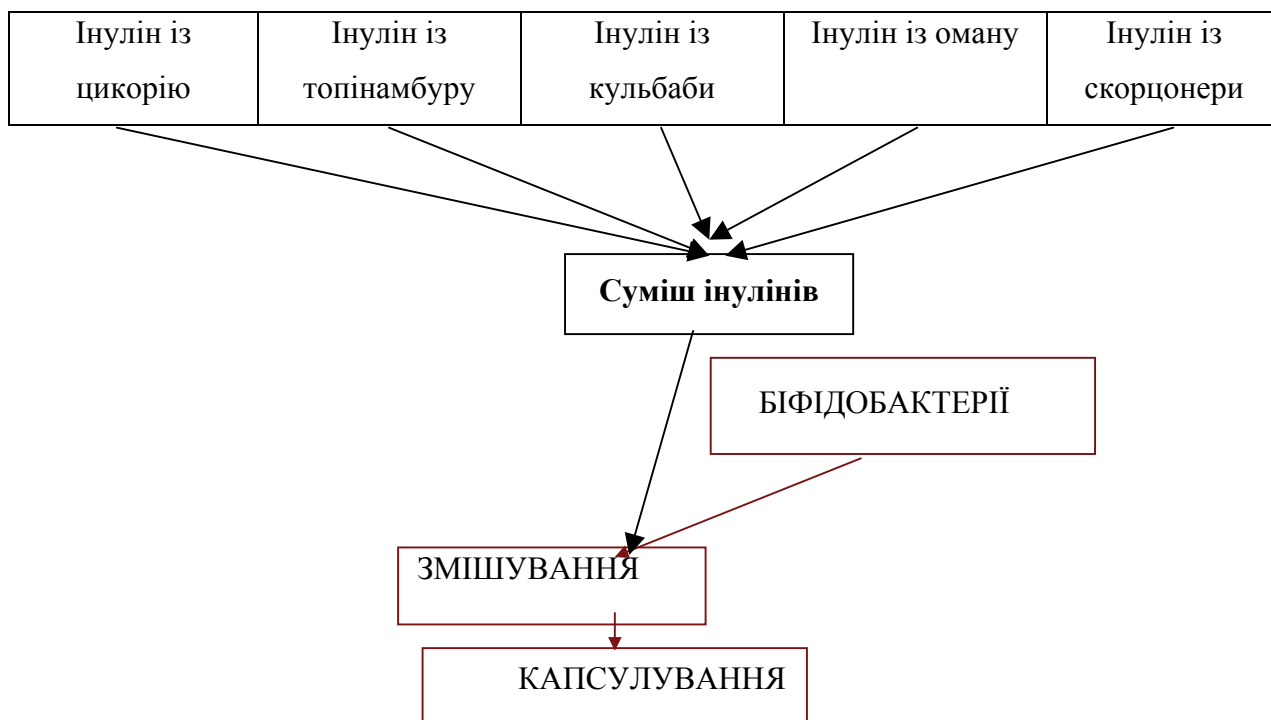 Інулін із
цикорію
Інулін із
топінамбуру
Інулін із
кульбаби
Інулін із оману
Інулін із
скорцонери
Суміш інулінів
БІФІДОБАКТЕРІЇ
ЗМІШУВАННЯ
КАПСУЛУВАННЯ